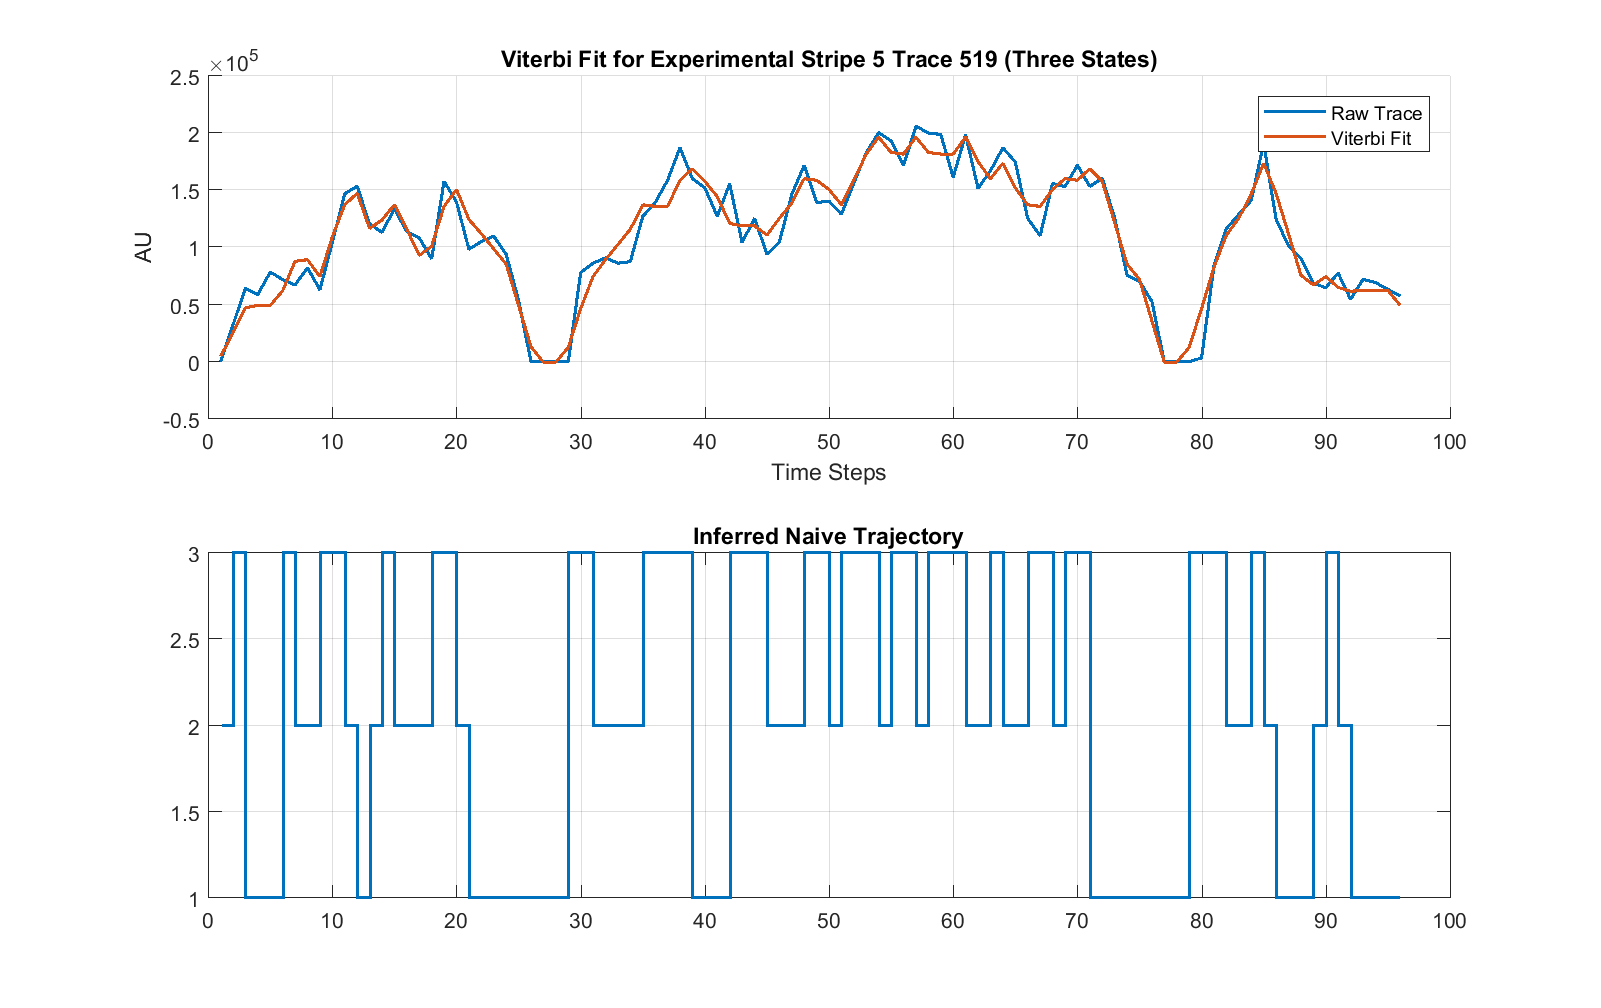 Viterbi Fit for Experimental Stripe 5 Trace 519 (Three States)
×10^5
2.5
2
1.5
1
0.5
0
-0.5
AU
Raw Trace
Viterbi Fit
0 10 20 30 40 50 60 70 80 90 100
Time Steps
Inferred Naive Trajectory
3
2.5
2
1.5
1
0 10 20 30 40 50 60 70 80 90 100